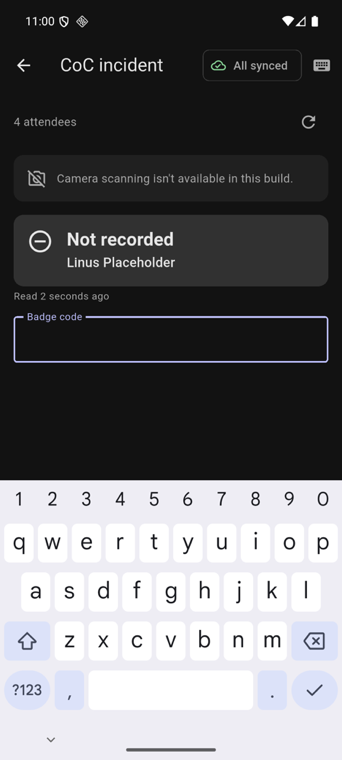 11:00
CoC incident
All synced
4 attendees
Camera scanning isn't available in this build.
Not recorded
Linus Placeholder
Read 2 seconds ago
Badge code
1 2 3 4 5 6 7 8 9 0
q w e r t y u i o p
a s d f g h j k l
z x c v b n m
?123 , .